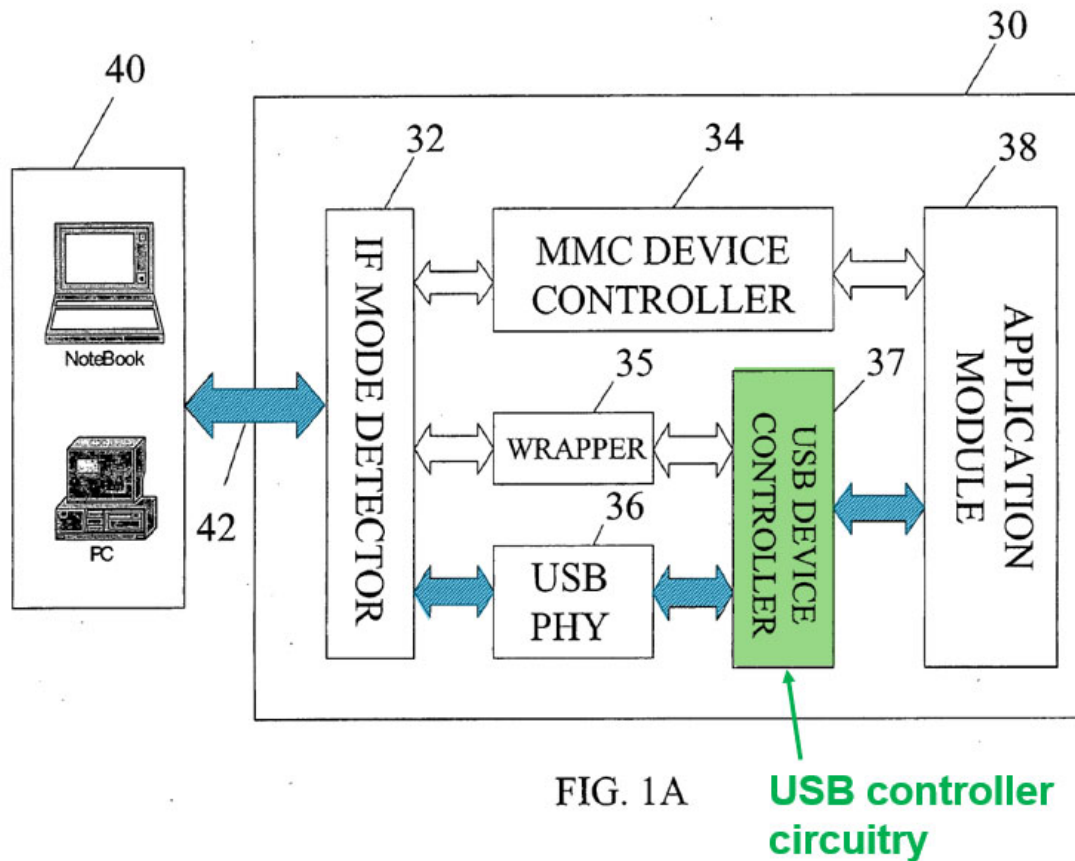 30
40
32
34
38
IF MODE DETECTOR
MMC DEVICE
CONTROLLER
APPLICATION
MODULE
NoteBook
35
37
WRAPPER
USB DEVICE
CONTROLLER
42
36
PC
USB
PHY
FIG. 1A
USB controller
circuitry